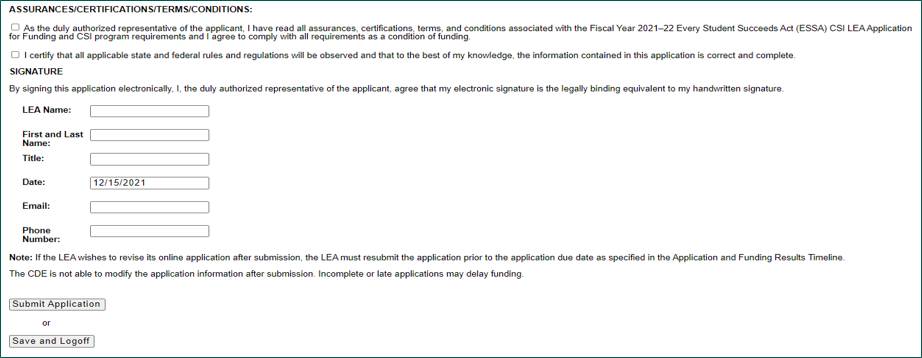 ASSURANCES/CERTIFICATIONS/TERMS/CONDITIONS:
As the duly authorized representative of the applicant, I have read all assurances, certifications, terms, and conditions associated with the Fiscal Year 2021–22 Every Student Succeeds Act (ESSA) CSI LEA Application
for Funding and CSI program requirements and I agree to comply with all requirements as a condition of funding.
I certify that all applicable state and federal rules and regulations will be observed and that to the best of my knowledge, the information contained in this application is correct and complete.
SIGNATURE
By signing this application electronically, I, the duly authorized representative of the applicant, agree that my electronic signature is the legally binding equivalent to my handwritten signature.
LEA Name:
First and Last
Name:
Title:
Date: 12/15/2021
Email:
Phone
Number:
Note: If the LEA wishes to revise its online application after submission, the LEA must resubmit the application prior to the application due date as specified in the Application and Funding Results Timeline.
The CDE is not able to modify the application information after submission. Incomplete or late applications may delay funding.
Submit Application
or
Save and Logoff